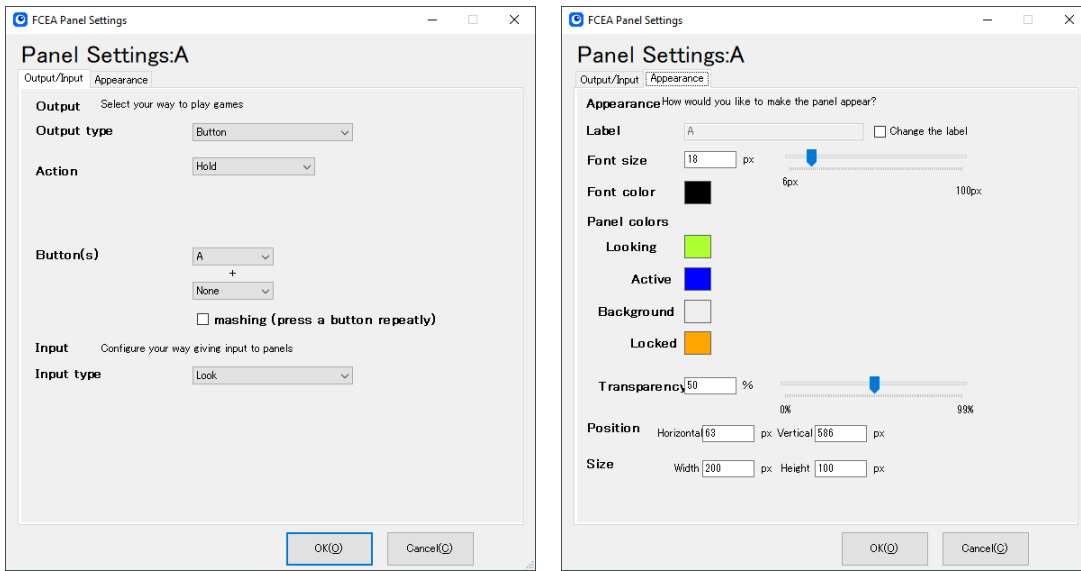 FCEA Panel Settings
Panel Settings:A
Output/Input Appearance
Output Select your way to play games
Output type Button
Action Hold
Button(s) A
+
None
mashing (press a button repeatly)
Input Configure your way giving input to panels
Input type Look
OK(O) Cancel(C)
FCEA Panel Settings
Panel Settings:A
Output/Input Appearance
Appearance How would you like to make the panel appear?
Label A Change the label
Font size 18 px
6px 100px
Font color
Panel colors
Looking
Active
Background
Locked
Transparency 50 %
0% 99%
Position Horizontal 63 px Vertical 586 px
Size Width 200 px Height 100 px
OK(O) Cancel(C)